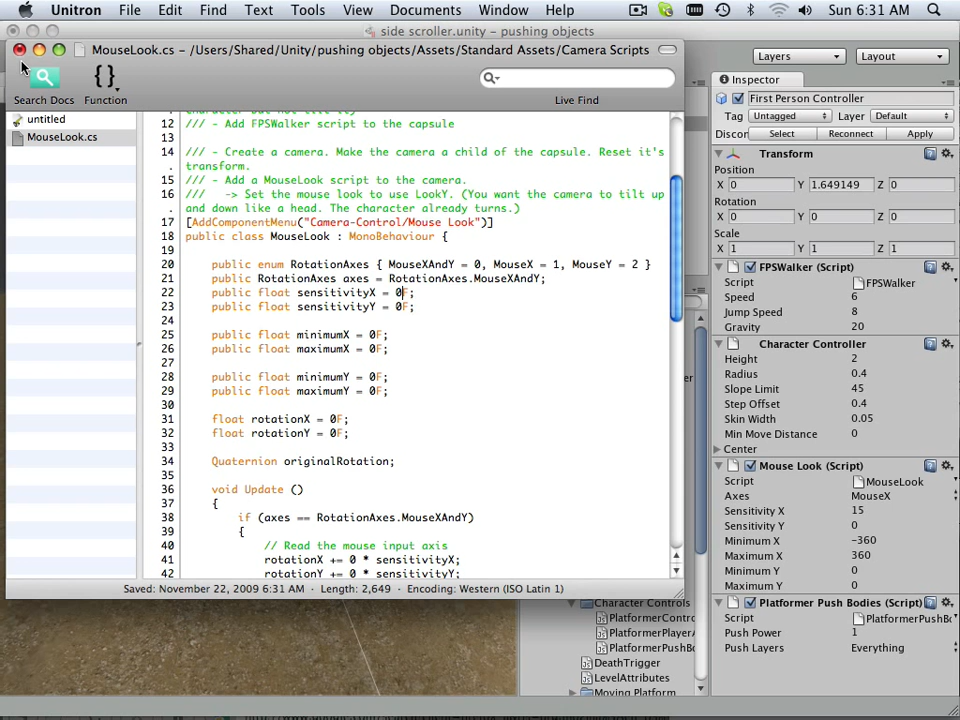 Unitron File Edit Find Text Tools View Documents Window Help Sun 6:31 AM
side scroller.unity - pushing objects
MouseLook.cs – /Users/Shared/Unity/pushing objects/Assets/Standard Assets/Camera Scripts
Search Docs Function Live Find
untitled
MouseLook.cs
12 /// - Add FPSWalker script to the capsule
13
14 /// - Create a camera. Make the camera a child of the capsule. Reset it's
. transform.
15 /// - Add a MouseLook script to the camera.
16 /// -> Set the mouse look to use LookY. (You want the camera to tilt up
. and down like a head. The character already turns.)
17 [AddComponentMenu("Camera-Control/Mouse Look")]
18 public class MouseLook : MonoBehaviour {
19
20 public enum RotationAxes { MouseXAndY = 0, MouseX = 1, MouseY = 2 }
21 public RotationAxes axes = RotationAxes.MouseXAndY;
22 public float sensitivityX = 0F;
23 public float sensitivityY = 0F;
24
25 public float minimumX = 0F;
26 public float maximumX = 0F;
27
28 public float minimumY = 0F;
29 public float maximumY = 0F;
30
31 float rotationX = 0F;
32 float rotationY = 0F;
33
34 Quaternion originalRotation;
35
36 void Update ()
37 {
38 if (axes == RotationAxes.MouseXAndY)
39 {
40 // Read the mouse input axis
41 rotationX += 0 * sensitivityX;
42 rotationY += 0 * sensitivityY;
Saved: November 22, 2009 6:31 AM - Length: 2,649 - Encoding: Western (ISO Latin 1)
Layers Layout
Inspector
First Person Controller
Tag Untagged Layer Default
Discon Select Reconnect Apply
Transform
Position
X 0 Y 1.649149 Z 0
Rotation
X 0 Y 0 Z 0
Scale
X 1 Y 1 Z 1
FPSWalker (Script)
Script FPSWalker
Speed 6
Jump Speed 8
Gravity 20
Character Controller
Height 2
Radius 0.4
Slope Limit 45
Step Offset 0.4
Skin Width 0.05
Min Move Distance 0
Center
Mouse Look (Script)
Script MouseLook
Axes MouseX
Sensitivity X 15
Sensitivity Y 0
Minimum X -360
Maximum X 360
Minimum Y 0
Maximum Y 0
Platformer Push Bodies (Script)
Script PlatformerPushBo
Push Power 1
Push Layers Everything
Character Controls
PlatformerContro
PlatformerPlayerA
PlatformerPushBo
DeathTrigger
LevelAttributes
Moving Platform